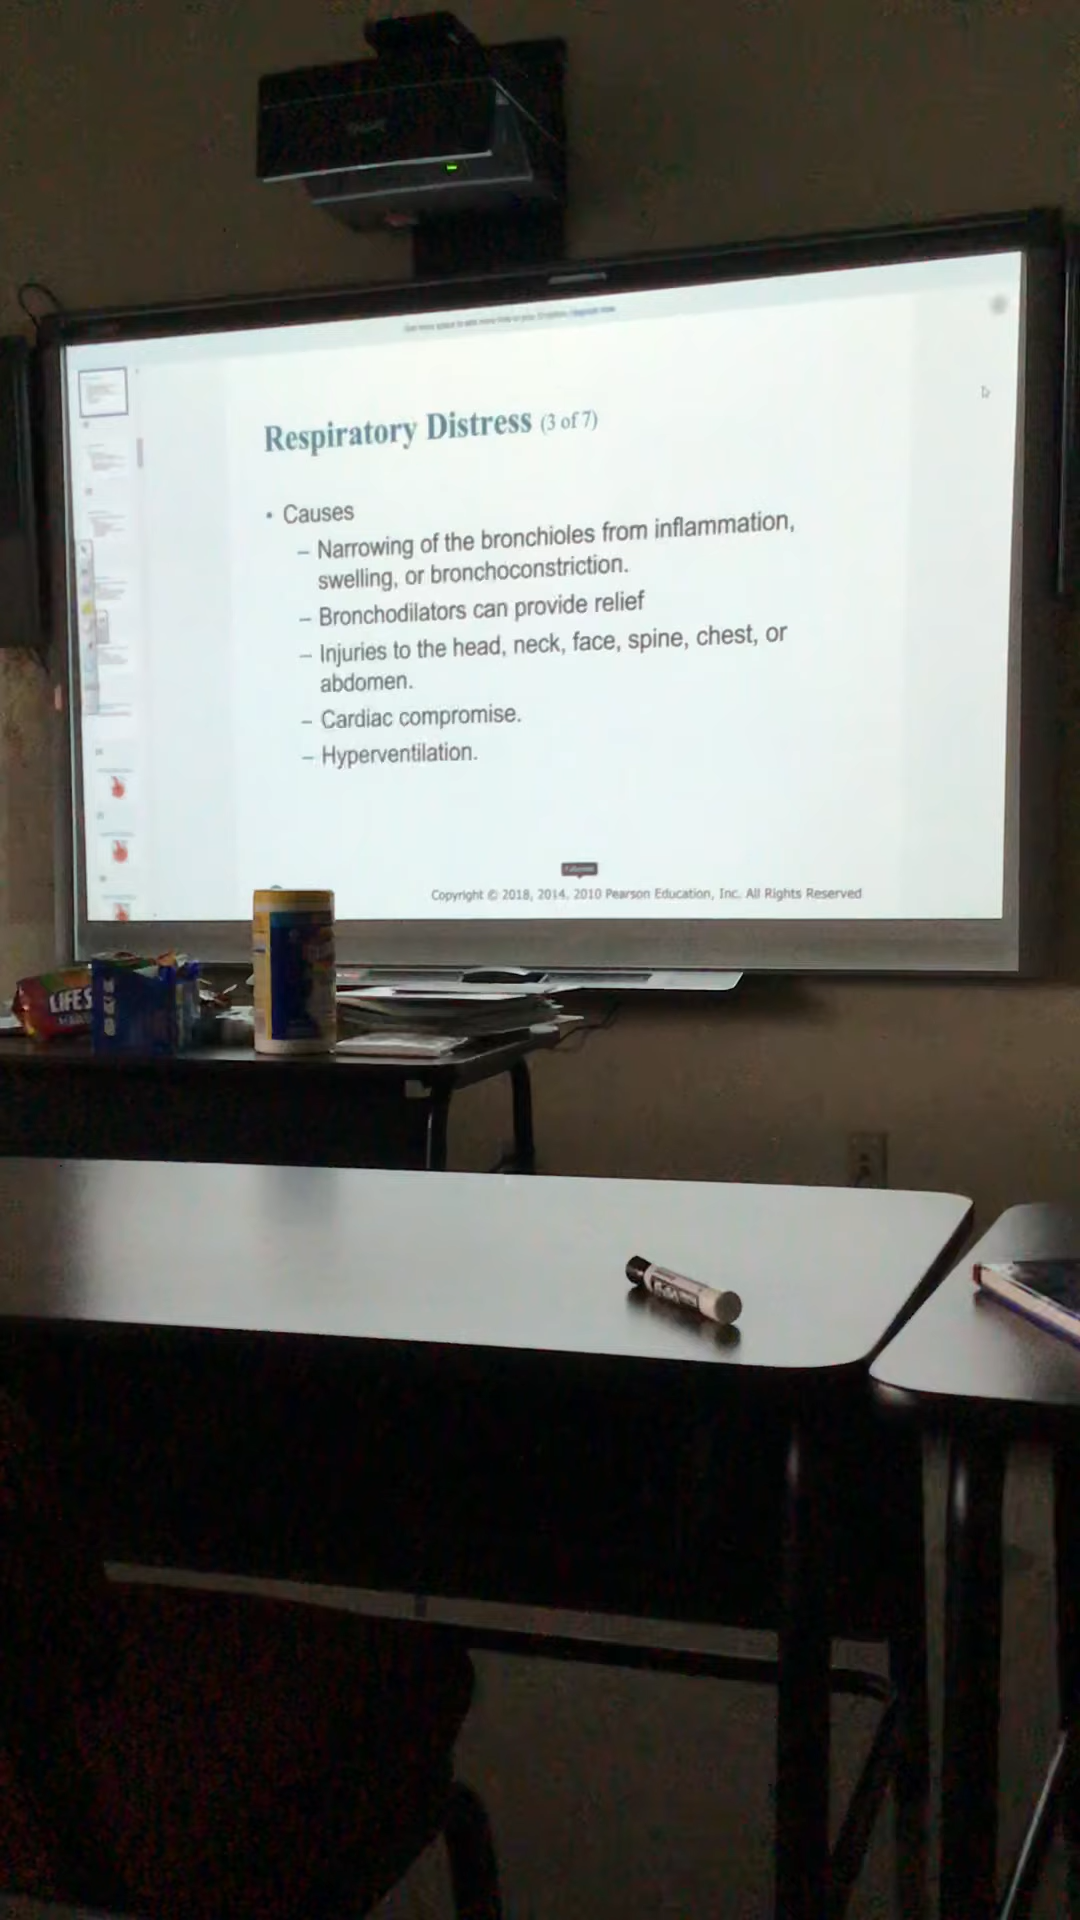 Respiratory Distress (3 of 7)
• Causes
– Narrowing of the bronchioles from inflammation,
swelling, or bronchoconstriction.
– Bronchodilators can provide relief
– Injuries to the head, neck, face, spine, chest, or
abdomen.
– Cardiac compromise.
– Hyperventilation.
Copyright © 2018, 2014, 2010 Pearson Education, Inc. All Rights Reserved
LIFES